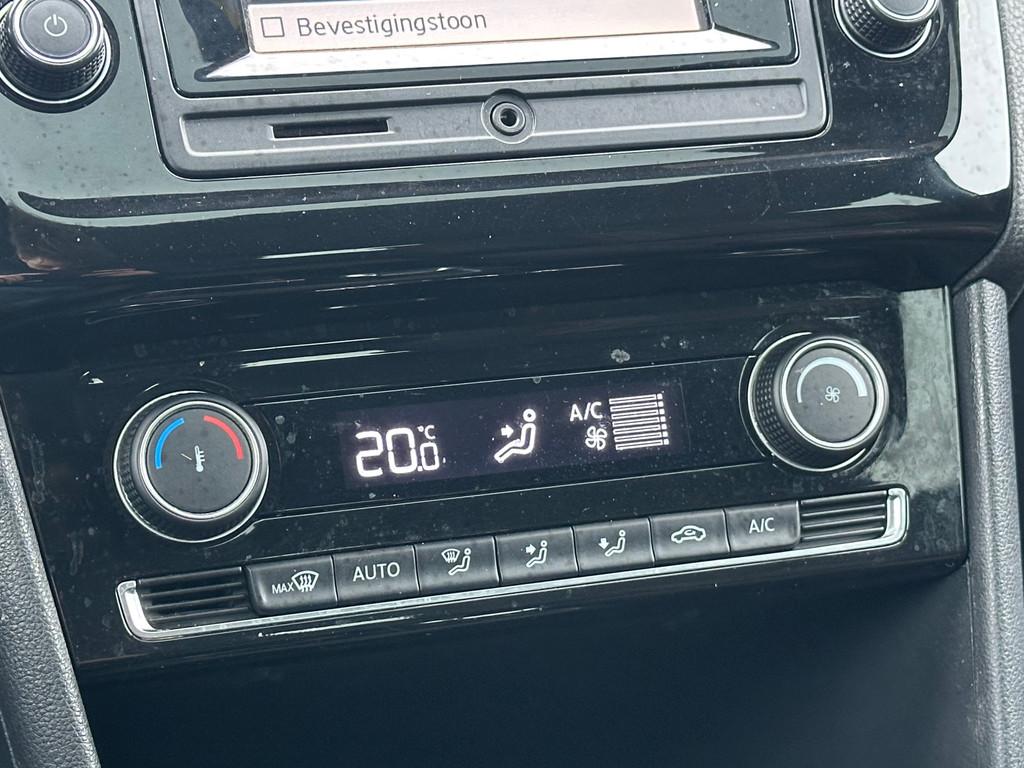 Bevestigingstoon
20.0 °C
A/C
MAX
AUTO
A/C